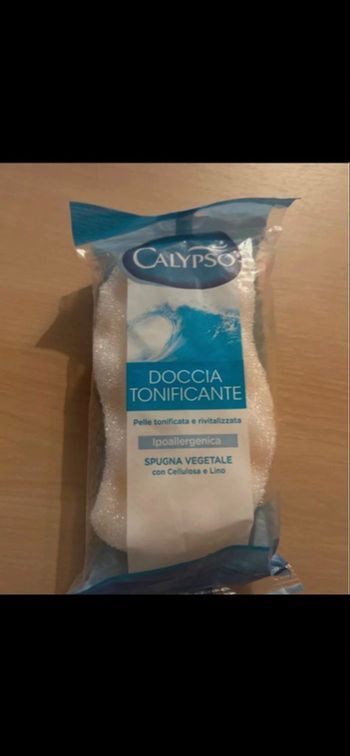 CALYPSO
DOCCIA
TONIFICANTE
Pelle tonificata e rivitalizzata
Ipoallergenica
SPUGNA VEGETALE
con Cellulosa e Lino